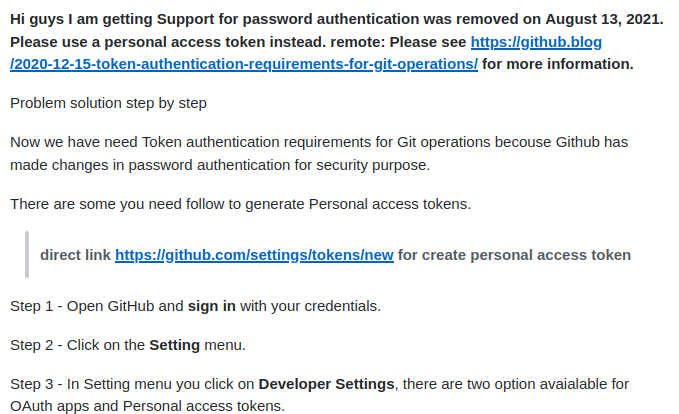 Hi guys I am getting Support for password authentication was removed on August 13, 2021.
Please use a personal access token instead. remote: Please see https://github.blog
/2020-12-15-token-authentication-requirements-for-git-operations/ for more information.
Problem solution step by step
Now we have need Token authentication requirements for Git operations becouse Github has
made changes in password authentication for security purpose.
There are some you need follow to generate Personal access tokens.
direct link https://github.com/settings/tokens/new for create personal access token
Step 1 - Open GitHub and sign in with your credentials.
Step 2 - Click on the Setting menu.
Step 3 - In Setting menu you click on Developer Settings, there are two option avaialable for
OAuth apps and Personal access tokens.